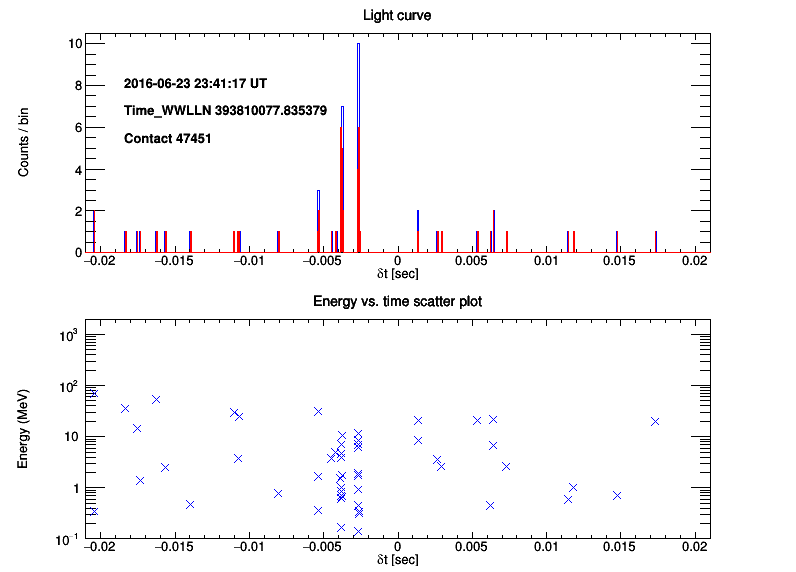 Light curve
Counts / bin
10
8
6
4
2
0
2016-06-23 23:41:17 UT
Time_WWLLN 393810077.835379
Contact 47451
−0.02 −0.015 −0.01 −0.005 0 0.005 0.01 0.015 0.02
δt [sec]
Energy vs. time scatter plot
Energy (MeV)
10³
10²
10
1
10⁻¹
−0.02 −0.015 −0.01 −0.005 0 0.005 0.01 0.015 0.02
δt [sec]